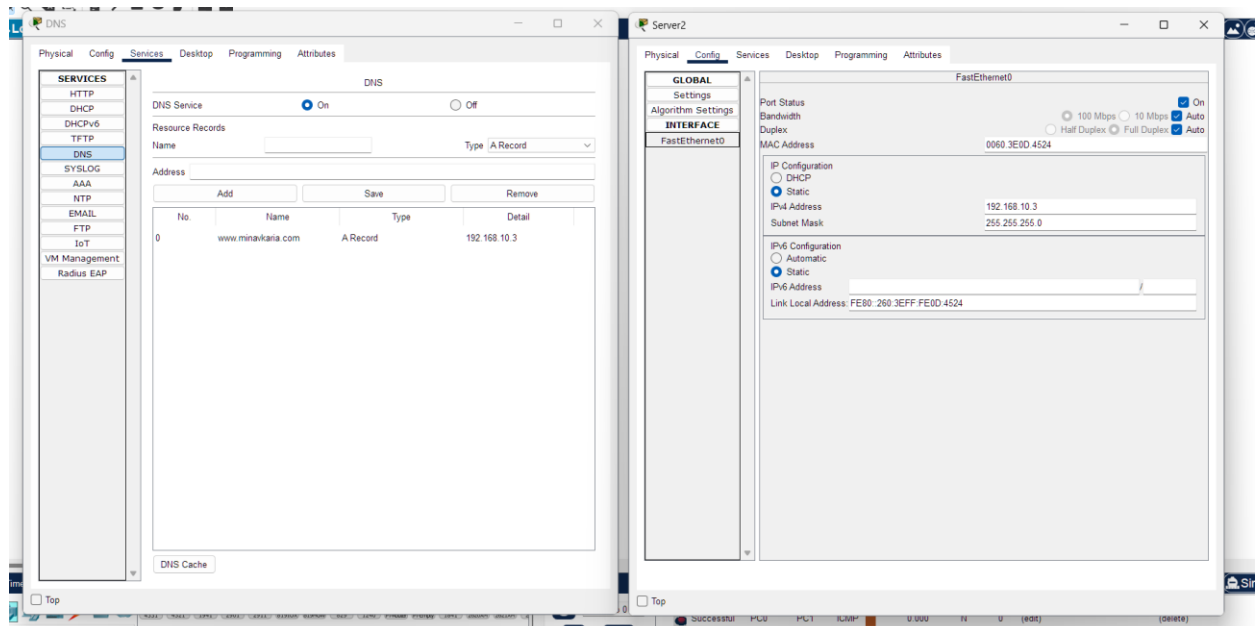 DNS
Physical Config Services Desktop Programming Attributes
SERVICES
HTTP
DHCP
DHCPv6
TFTP
DNS
SYSLOG
AAA
NTP
EMAIL
FTP
IoT
VM Management
Radius EAP
DNS
DNS Service On Off
Resource Records
Name Type A Record
Address
Add Save Remove
No. Name Type Detail
0 www.minavkaria.com A Record 192.168.10.3
DNS Cache
Top
Server2
Physical Config Services Desktop Programming Attributes
GLOBAL
Settings
Algorithm Settings
INTERFACE
FastEthernet0
FastEthernet0
Port Status On
Bandwidth 100 Mbps 10 Mbps Auto
Duplex Half Duplex Full Duplex Auto
MAC Address 0060.3E0D.4524
IP Configuration
DHCP
Static
IPv4 Address 192.168.10.3
Subnet Mask 255.255.255.0
IPv6 Configuration
Automatic
Static
IPv6 Address /
Link Local Address: FE80::260:3EFF:FE0D:4524
Top
Successful PC0 PC1 ICMP 0.000 N 0 (edit) (delete)